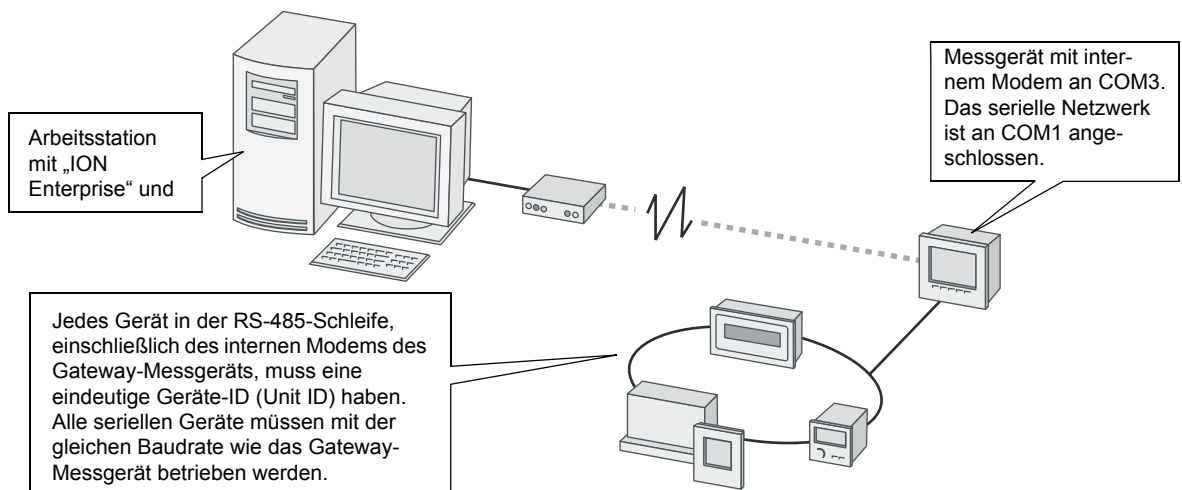 Messgerät mit inter-
nem Modem an COM3.
Das serielle Netzwerk
ist an COM1 ange-
schlossen.
Arbeitsstation
mit „ION
Enterprise“ und
Jedes Gerät in der RS-485-Schleife,
einschließlich des internen Modems des
Gateway-Messgeräts, muss eine
eindeutige Geräte-ID (Unit ID) haben.
Alle seriellen Geräte müssen mit der
gleichen Baudrate wie das Gateway-
Messgerät betrieben werden.